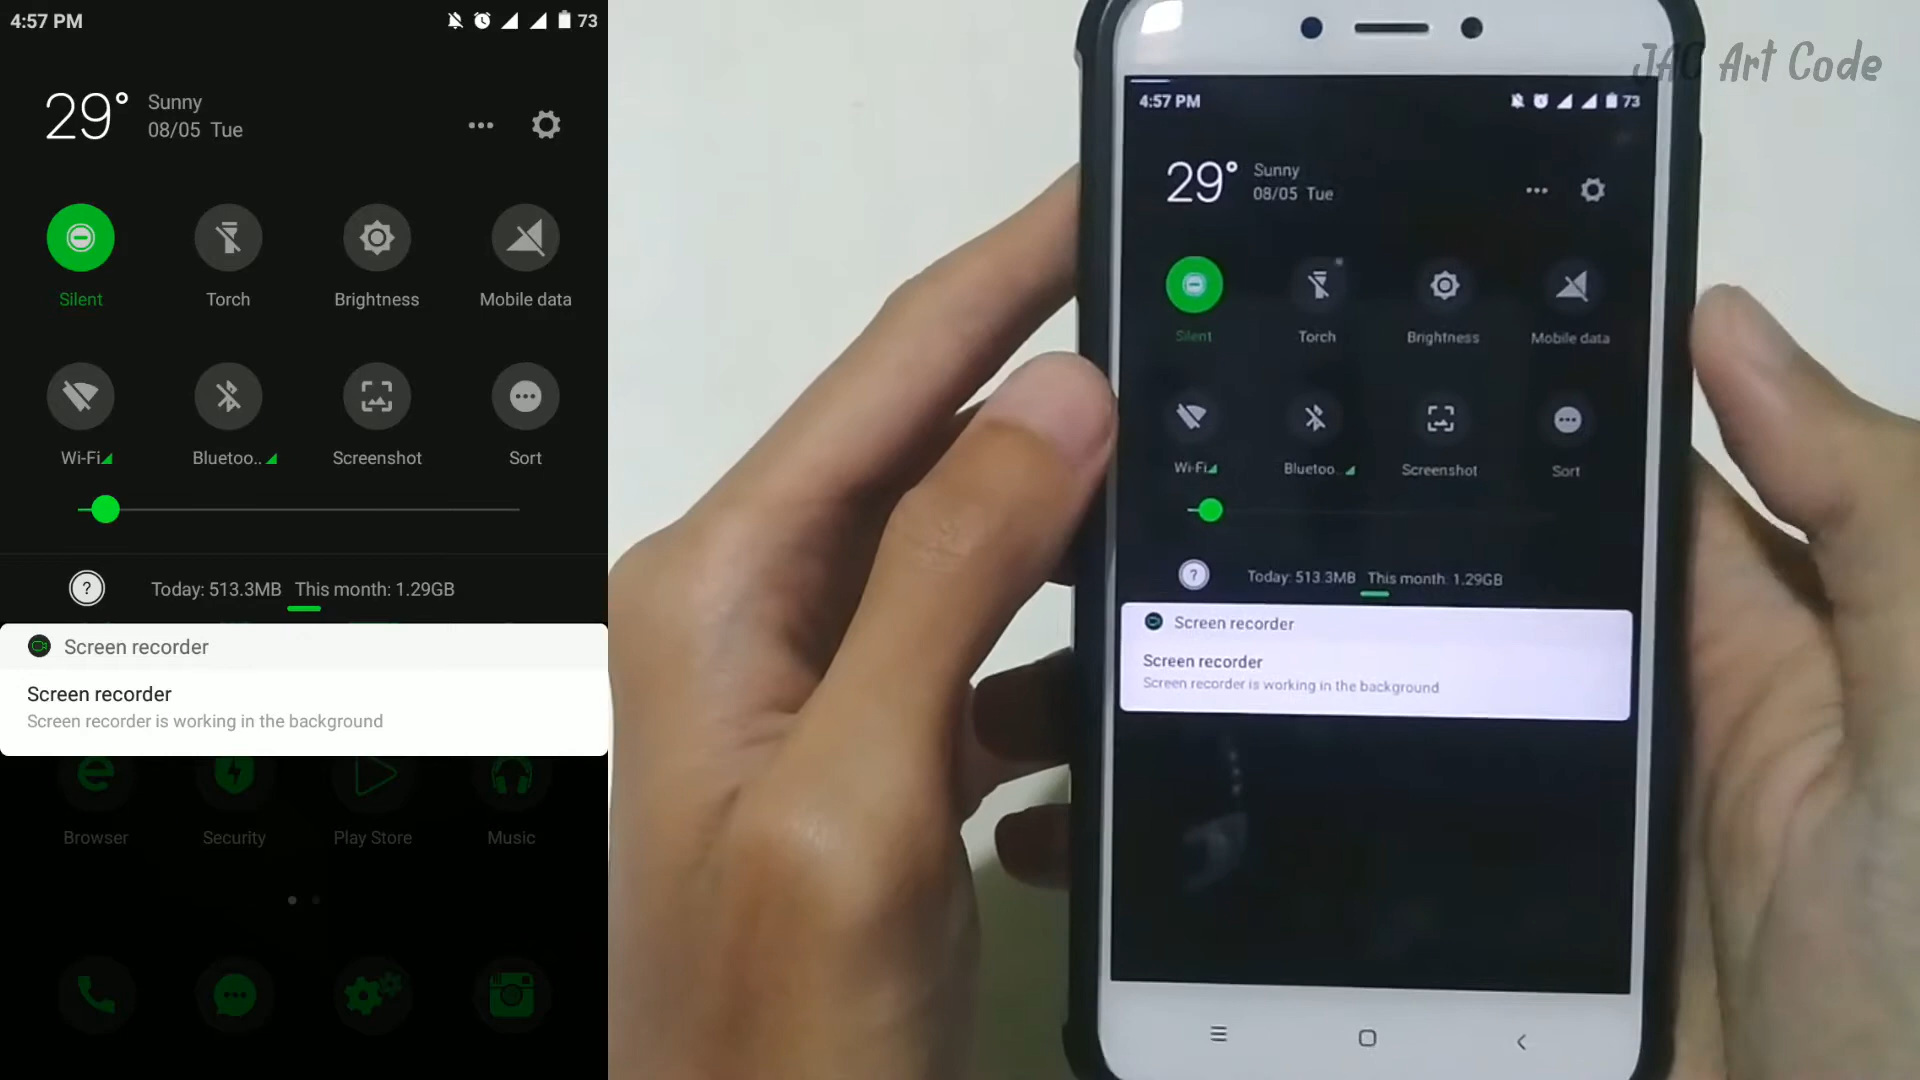 4:57 PM
73
29°
Sunny
08/05 Tue
Silent
Torch
Brightness
Mobile data
Wi-Fi
Bluetoo..
Screenshot
Sort
?
Today: 513.3MB This month: 1.29GB
Screen recorder
Screen recorder
Screen recorder is working in the background
Browser
Security
Play Store
Music
JAC Art Code
4:57 PM
73
29°
Sunny
08/05 Tue
Silent
Torch
Brightness
Mobile data
Wi-Fi
Bluetoo
Screenshot
Sort
?
Today: 513.3MB This month: 1.29GB
Screen recorder
Screen recorder
Screen recorder is working in the background